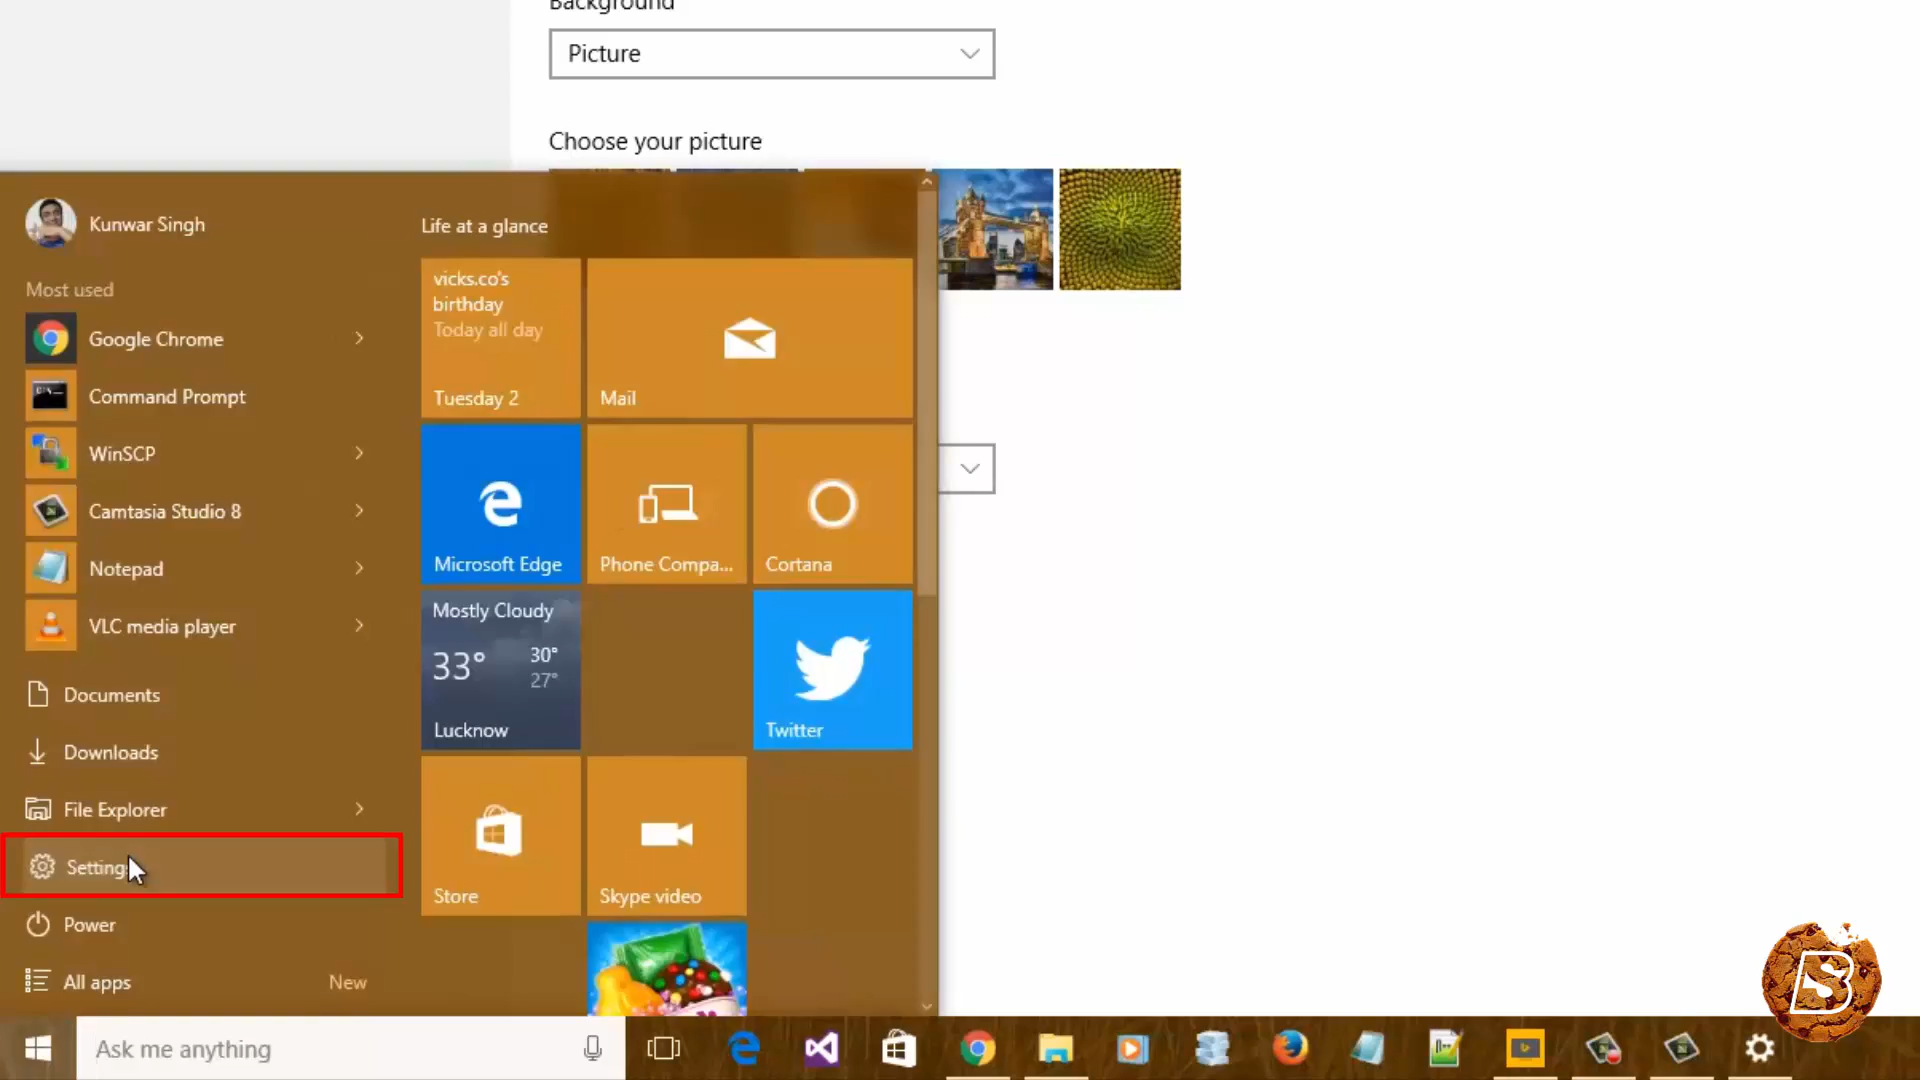 Background
Picture
Choose your picture
Kunwar Singh
Most used
Google Chrome
Command Prompt
WinSCP
Camtasia Studio 8
Notepad
VLC media player
Documents
Downloads
File Explorer
Setting
Power
All apps
New
Life at a glance
vicks.co's
birthday
Today all day
Tuesday 2
Mail
Microsoft Edge
Phone Compa...
Cortana
Mostly Cloudy
33°
30°
27°
Lucknow
Twitter
Store
Skype video
Ask me anything